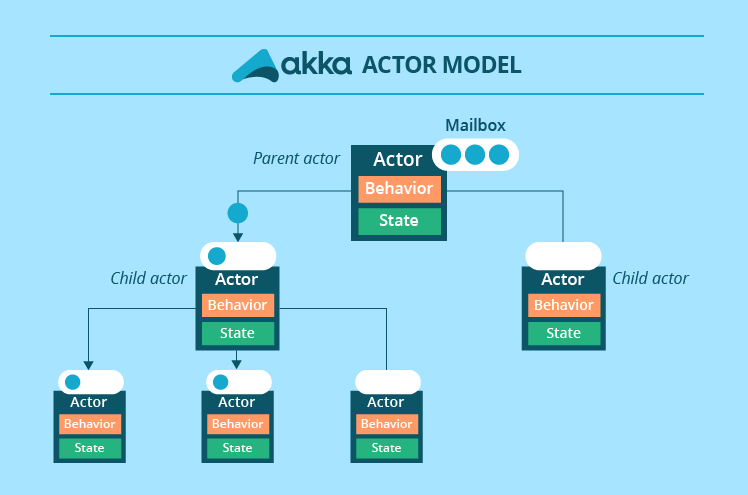 akka ACTOR MODEL
Mailbox
Parent actor
Actor
Behavior
State
Child actor
Actor
Behavior
State
Actor
Behavior
State
Child actor
Actor
Behavior
State
Actor
Behavior
State
Actor
Behavior
State